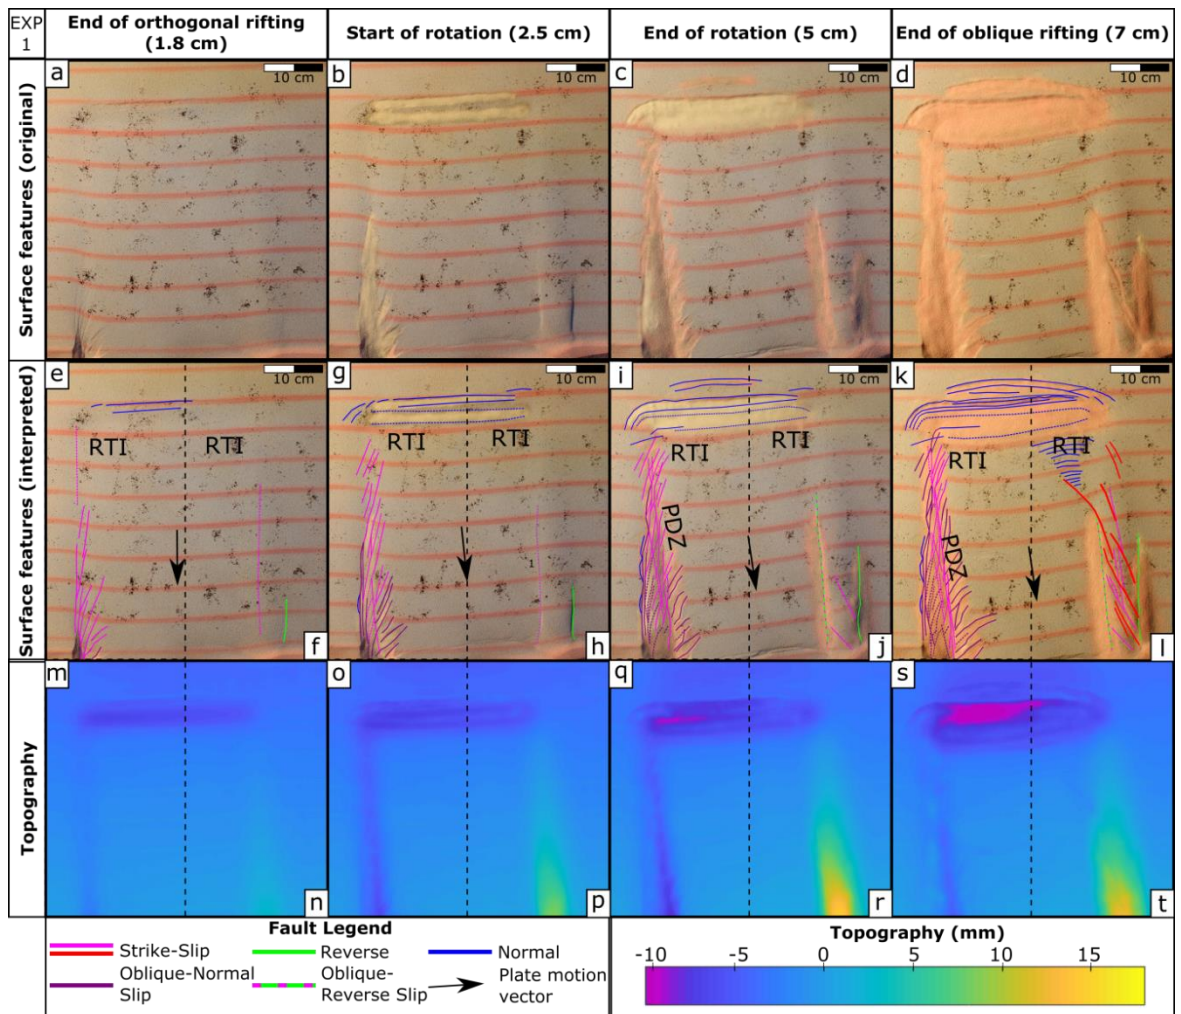 EXP
1
End of orthogonal rifting
(1.8 cm)
Start of rotation (2.5 cm)
End of rotation (5 cm)
End of oblique rifting (7 cm)
Surface features (original)
a
10 cm
b
10 cm
c
10 cm
d
10 cm
Surface features (interpreted)
e
10 cm
RTI
RTI
f
g
10 cm
RTI
RTI
1
h
i
10 cm
RTI
RTI
PDZ
j
k
10 cm
RTI
RTI
PDZ
l
Topography
m
n
o
p
q
r
s
t
Fault Legend
Strike-Slip
Reverse
Normal
Oblique-Normal
Slip
Oblique-
Reverse Slip
Plate motion
vector
Topography (mm)
-10 -5 0 5 10 15